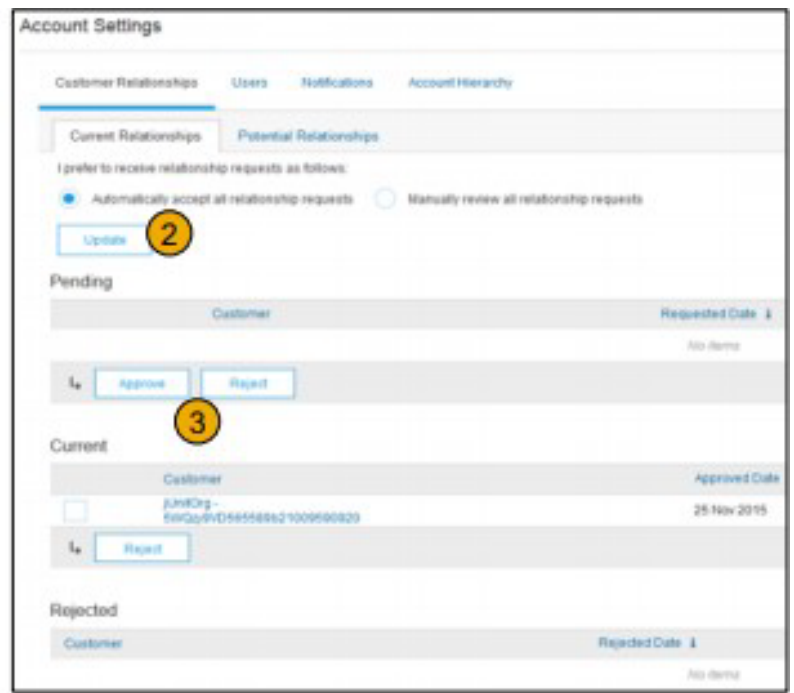 Account Settings
Customer Relationships Users Notifications Account Hierarchy
Current Relationships Potential Relationships
I prefer to receive relationship requests as follows:
Automatically accept all relationship requests Manually review all relationship requests
Update 2
Pending
Customer Requested Date ↓
No items
Approve Reject
3
Current
Customer Approved Date
jUnitOrg -
25 Nov 2015
Reject
Rejected
Customer Rejected Date ↓
No items